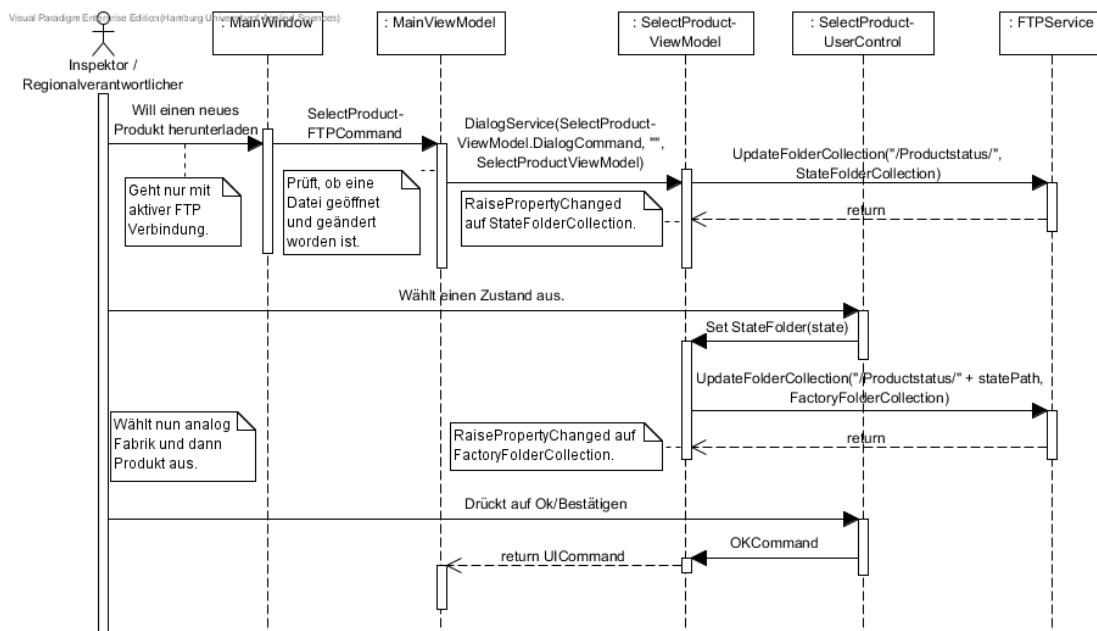 Visual Paradigm Enterprise Edition(Hamburg University of Applied Sciences)
: MainWindow
: MainViewModel
: SelectProduct-
ViewModel
: SelectProduct-
UserControl
: FTPService
Inspektor /
Regionalverantwortlicher
Will einen neues
Produkt herunterladen
SelectProduct-
FTPCommand
DialogService(SelectProduct-
ViewModel.DialogCommand, "",
SelectProductViewModel)
UpdateFolderCollection("/Productstatus/",
StateFolderCollection)
Geht nur mit
aktiver FTP
Verbindung.
Prüft, ob eine
Datei geöffnet
und geändert
worden ist.
RaisePropertyChanged
auf StateFolderCollection.
return
Wählt einen Zustand aus.
Set StateFolder(state)
UpdateFolderCollection("/Productstatus/" + statePath,
FactoryFolderCollection)
Wählt nun analog
Fabrik und dann
Produkt aus.
RaisePropertyChanged auf
FactoryFolderCollection.
return
Drückt auf Ok/Bestätigen
OKCommand
return UICommand